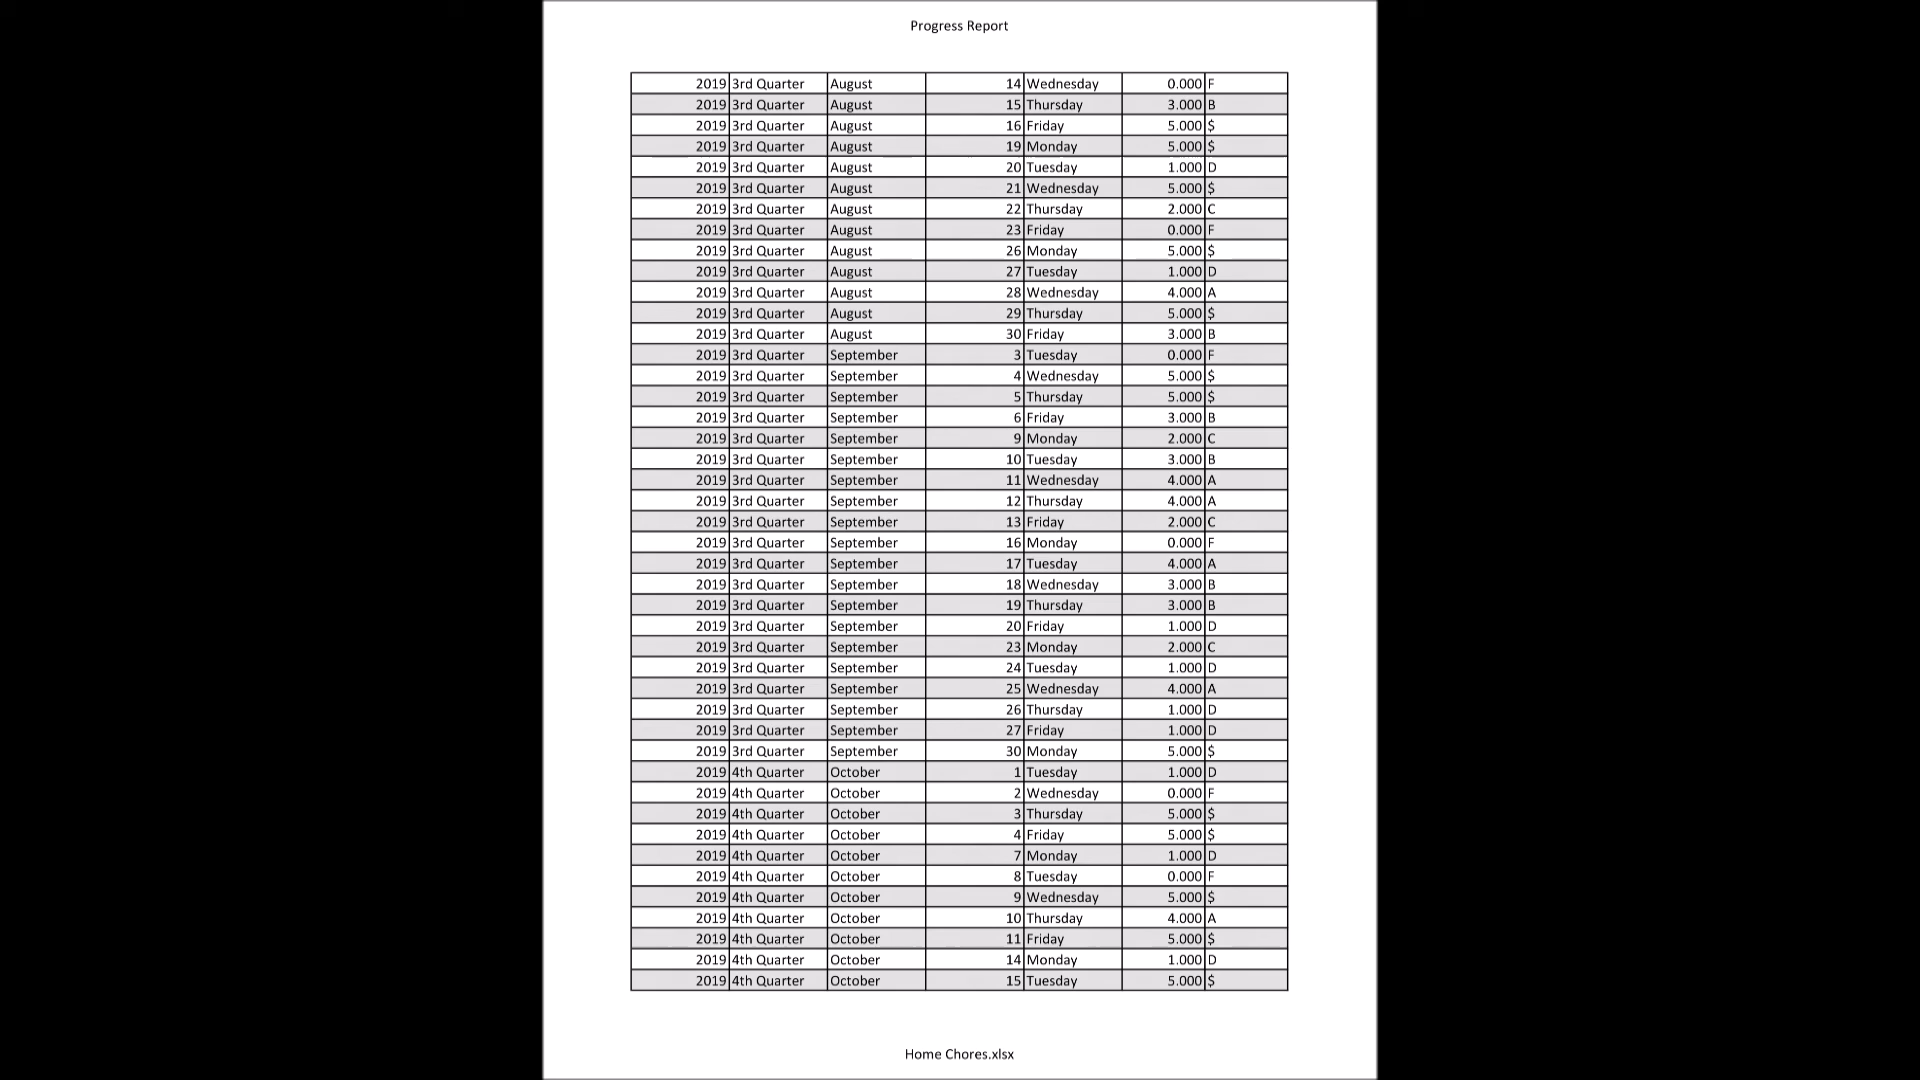 Progress Report
2019 3rd Quarter August 14 Wednesday 0.000 F
2019 3rd Quarter August 15 Thursday 3.000 B
2019 3rd Quarter August 16 Friday 5.000 $
2019 3rd Quarter August 19 Monday 5.000 $
2019 3rd Quarter August 20 Tuesday 1.000 D
2019 3rd Quarter August 21 Wednesday 5.000 $
2019 3rd Quarter August 22 Thursday 2.000 C
2019 3rd Quarter August 23 Friday 0.000 F
2019 3rd Quarter August 26 Monday 5.000 $
2019 3rd Quarter August 27 Tuesday 1.000 D
2019 3rd Quarter August 28 Wednesday 4.000 A
2019 3rd Quarter August 29 Thursday 5.000 $
2019 3rd Quarter August 30 Friday 3.000 B
2019 3rd Quarter September 3 Tuesday 0.000 F
2019 3rd Quarter September 4 Wednesday 5.000 $
2019 3rd Quarter September 5 Thursday 5.000 $
2019 3rd Quarter September 6 Friday 3.000 B
2019 3rd Quarter September 9 Monday 2.000 C
2019 3rd Quarter September 10 Tuesday 3.000 B
2019 3rd Quarter September 11 Wednesday 4.000 A
2019 3rd Quarter September 12 Thursday 4.000 A
2019 3rd Quarter September 13 Friday 2.000 C
2019 3rd Quarter September 16 Monday 0.000 F
2019 3rd Quarter September 17 Tuesday 4.000 A
2019 3rd Quarter September 18 Wednesday 3.000 B
2019 3rd Quarter September 19 Thursday 3.000 B
2019 3rd Quarter September 20 Friday 1.000 D
2019 3rd Quarter September 23 Monday 2.000 C
2019 3rd Quarter September 24 Tuesday 1.000 D
2019 3rd Quarter September 25 Wednesday 4.000 A
2019 3rd Quarter September 26 Thursday 1.000 D
2019 3rd Quarter September 27 Friday 1.000 D
2019 3rd Quarter September 30 Monday 5.000 $
2019 4th Quarter October 1 Tuesday 1.000 D
2019 4th Quarter October 2 Wednesday 0.000 F
2019 4th Quarter October 3 Thursday 5.000 $
2019 4th Quarter October 4 Friday 5.000 $
2019 4th Quarter October 7 Monday 1.000 D
2019 4th Quarter October 8 Tuesday 0.000 F
2019 4th Quarter October 9 Wednesday 5.000 $
2019 4th Quarter October 10 Thursday 4.000 A
2019 4th Quarter October 11 Friday 5.000 $
2019 4th Quarter October 14 Monday 1.000 D
2019 4th Quarter October 15 Tuesday 5.000 $
Home Chores.xlsx